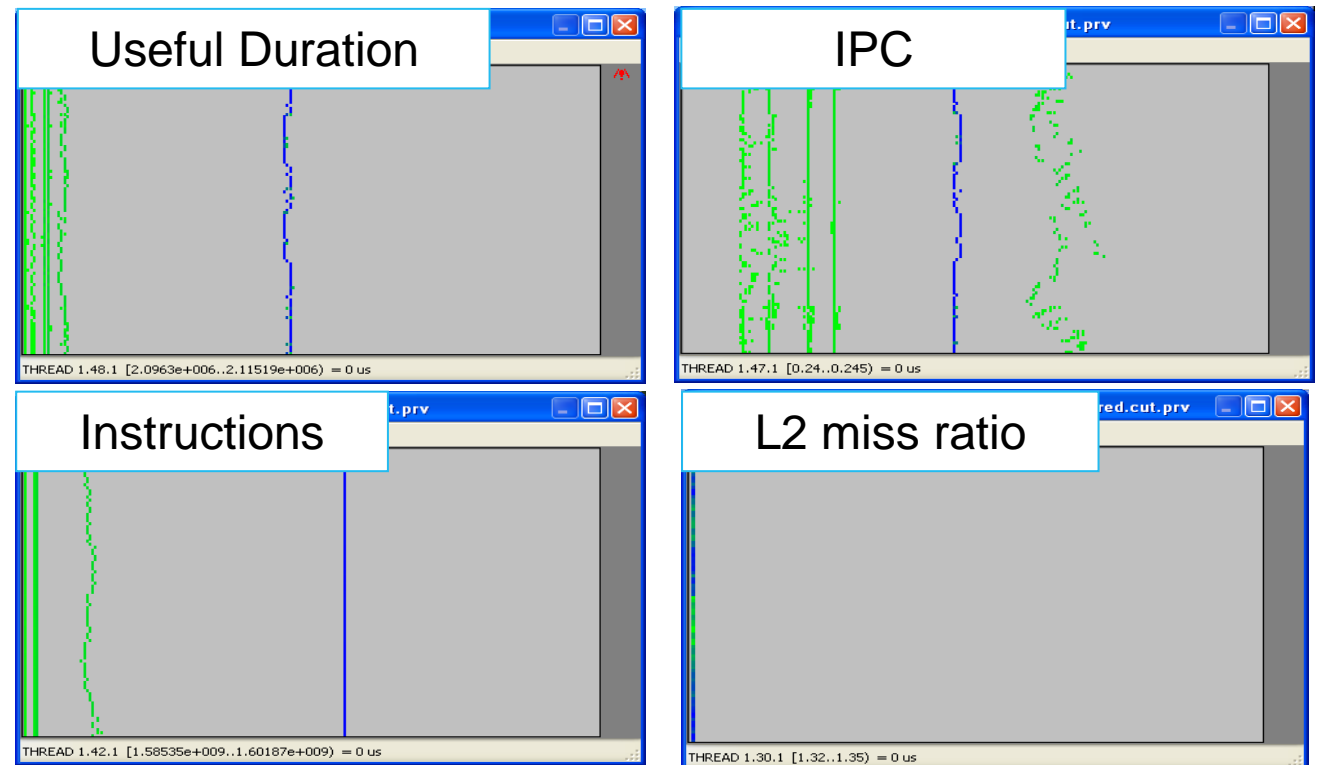 Useful Duration
THREAD 1.48.1 [2.0963e+006..2.11519e+006) = 0 us
IPC
it.prv
THREAD 1.47.1 [0.24..0.245) = 0 us
Instructions
t.prv
THREAD 1.42.1 [1.58535e+009..1.60187e+009) = 0 us
L2 miss ratio
red.cut.prv
THREAD 1.30.1 [1.32..1.35) = 0 us